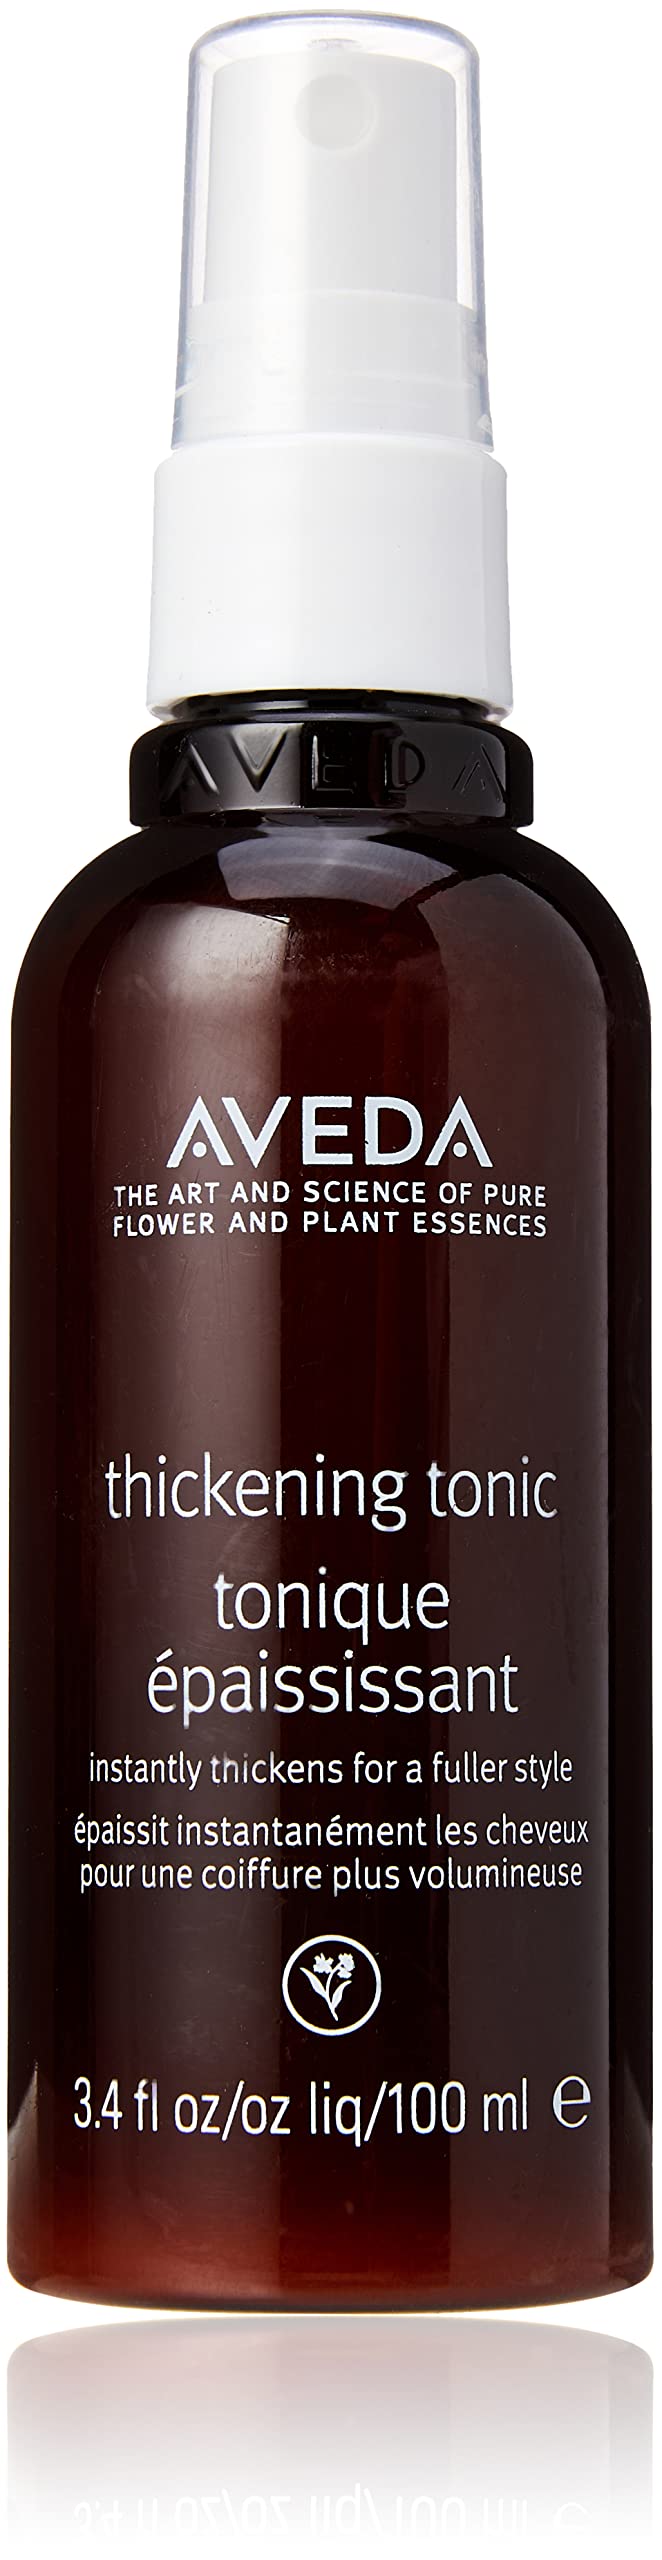 AVEDA
AVEDA
THE ART AND SCIENCE OF PURE
FLOWER AND PLANT ESSENCES
thickening tonic
tonique
épaississant
instantly thickens for a fuller style
épaissit instantanément les cheveux
pour une coiffure plus volumineuse
3.4 fl oz/oz liq/100 ml ℮